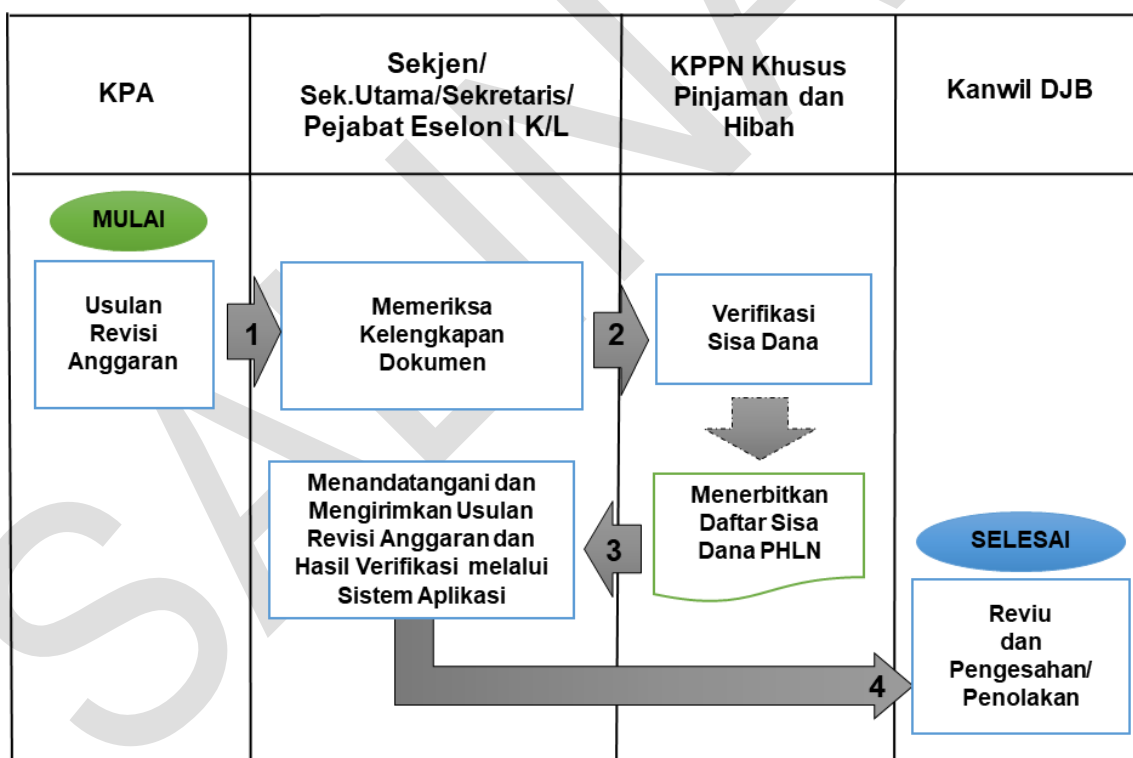 KPA
Sekjen/
Sek.Utama/Sekretaris/
Pejabat Eselon I K/L
KPPN Khusus
Pinjaman dan
Hibah
Kanwil DJB
MULAI
Usulan
Revisi
Anggaran
1
Memeriksa
Kelengkapan
Dokumen
2
Verifikasi
Sisa Dana
Menerbitkan
Daftar Sisa
Dana PHLN
3
Menandatangani dan
Mengirimkan Usulan
Revisi Anggaran dan
Hasil Verifikasi melalui
Sistem Aplikasi
4
SELESAI
Reviu
dan
Pengesahan/
Penolakan